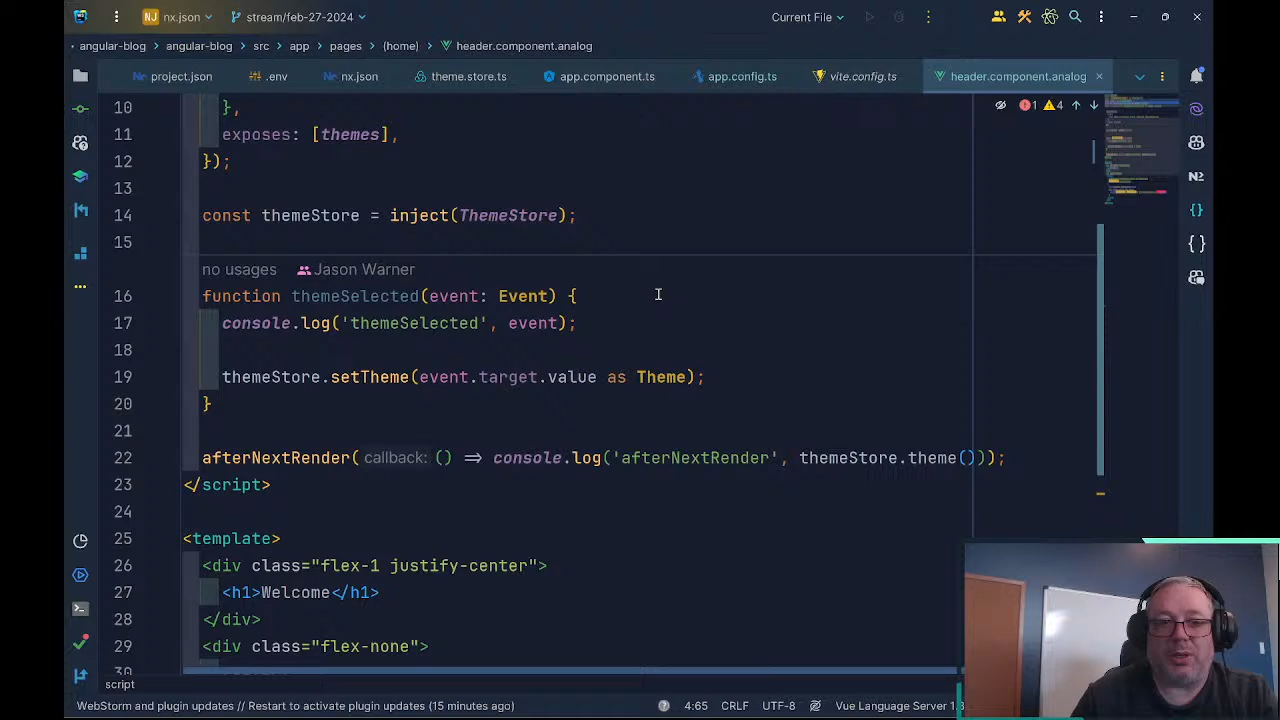 NJ nx.json stream/feb-27-2024 Current File
angular-blog angular-blog src app pages (home) header.component.analog
project.json .env nx.json theme.store.ts app.component.ts app.config.ts vite.config.ts header.component.analog
10 },
1 4
11 exposes: [themes],
12 });
13
14 const themeStore = inject(ThemeStore);
15
no usages Jason Warner
16 function themeSelected(event: Event) {
17 console.log('themeSelected', event);
18
19 themeStore.setTheme(event.target.value as Theme);
20 }
21
22 afterNextRender( callback: () => console.log('afterNextRender', themeStore.theme()));
23 </script>
24
25 <template>
26 <div class="flex-1 justify-center">
27 <h1>Welcome</h1>
28 </div>
29 <div class="flex-none">
30
script
WebStorm and plugin updates // Restart to activate plugin updates (15 minutes ago) 4:65 CRLF UTF-8 Vue Language Server 1.8